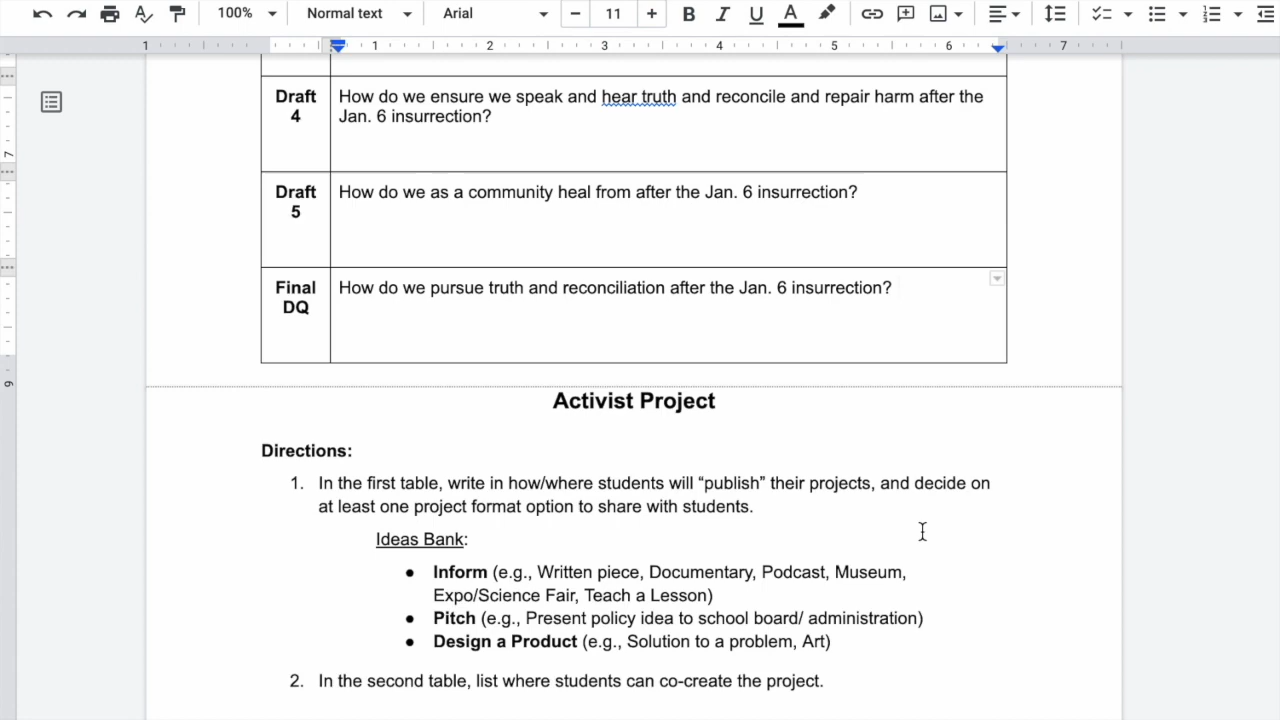 100% Normal text Arial 11 B I U A
1 1 2 3 4 5 6 7
Draft How do we ensure we speak and hear truth and reconcile and repair harm after the
4 Jan. 6 insurrection?
7
Draft How do we as a community heal from after the Jan. 6 insurrection?
5
Final How do we pursue truth and reconciliation after the Jan. 6 insurrection?
DQ
9
Activist Project
Directions:
1. In the first table, write in how/where students will “publish” their projects, and decide on
at least one project format option to share with students.
Ideas Bank:
● Inform (e.g., Written piece, Documentary, Podcast, Museum,
Expo/Science Fair, Teach a Lesson)
● Pitch (e.g., Present policy idea to school board/ administration)
● Design a Product (e.g., Solution to a problem, Art)
2. In the second table, list where students can co-create the project.